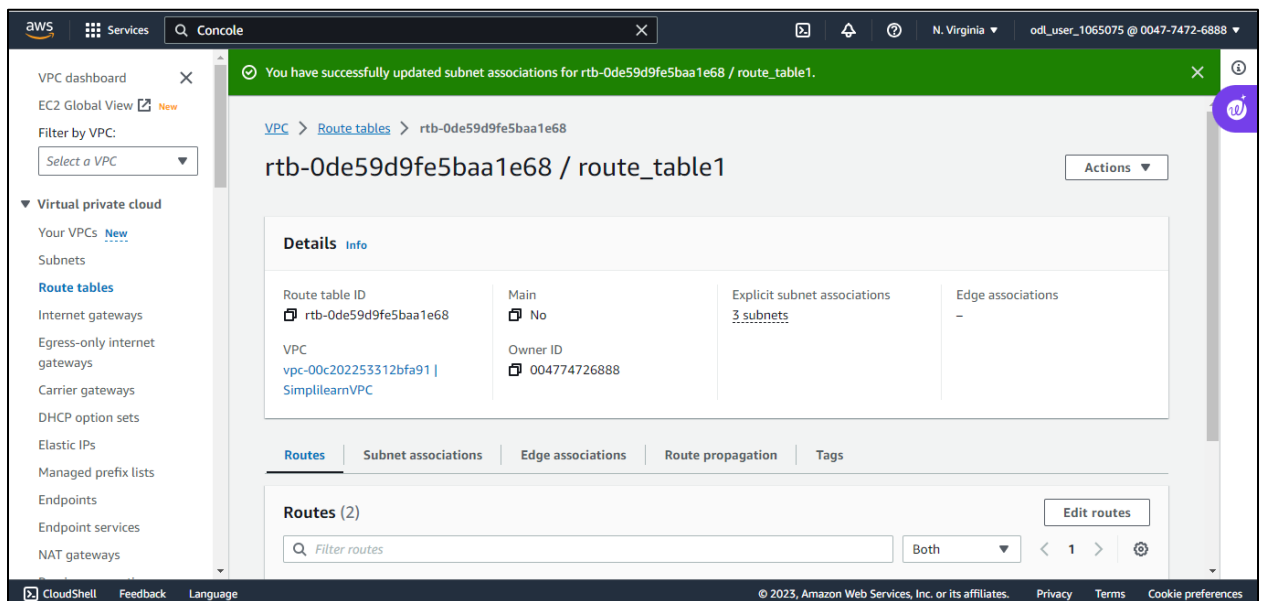 aws
Services
Concole
N. Virginia
odl_user_1065075 @ 0047-7472-6888
VPC dashboard
EC2 Global View New
Filter by VPC:
Select a VPC
Virtual private cloud
Your VPCs New
Subnets
Route tables
Internet gateways
Egress-only internet
gateways
Carrier gateways
DHCP option sets
Elastic IPs
Managed prefix lists
Endpoints
Endpoint services
NAT gateways
You have successfully updated subnet associations for rtb-0de59d9fe5baa1e68 / route_table1.
VPC > Route tables > rtb-0de59d9fe5baa1e68
rtb-0de59d9fe5baa1e68 / route_table1
Actions
Details Info
Route table ID
rtb-0de59d9fe5baa1e68
Main
No
Explicit subnet associations
3 subnets
Edge associations
–
VPC
vpc-00c202253312bfa91 |
SimplilearnVPC
Owner ID
004774726888
Routes
Subnet associations
Edge associations
Route propagation
Tags
Routes (2)
Edit routes
Filter routes
Both
1
CloudShell
Feedback
Language
© 2023, Amazon Web Services, Inc. or its affiliates.
Privacy
Terms
Cookie preferences